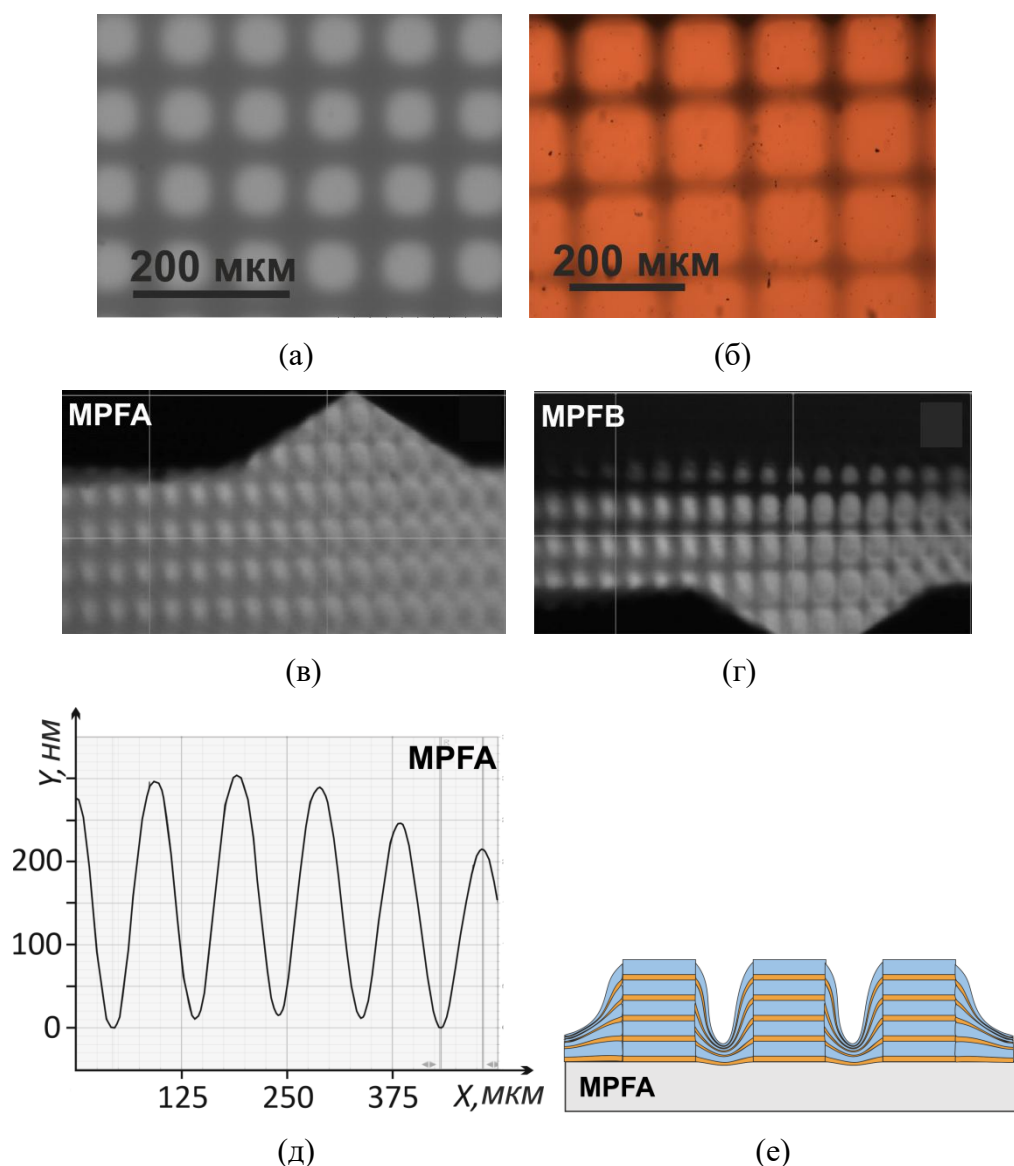 200 мкм
200 мкм
(а)
(б)
MPFA
MPFB
(в)
(г)
Y, нм
MPFA
200
100
0
125
250
375
X, мкм
MPFA
(д)
(е)